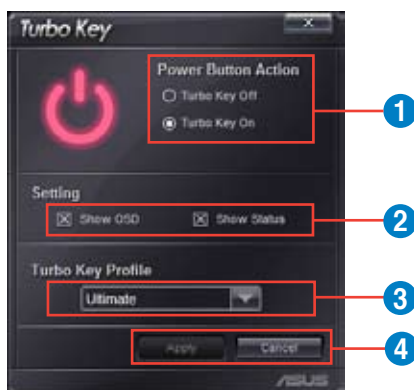 Turbo Key
Power Button Action
Turbo Key Off
Turbo Key On
1
Setting
Show OSD Show Status
2
Turbo Key Profile
Ultimate
3
Apply Cancel
4
ASUS